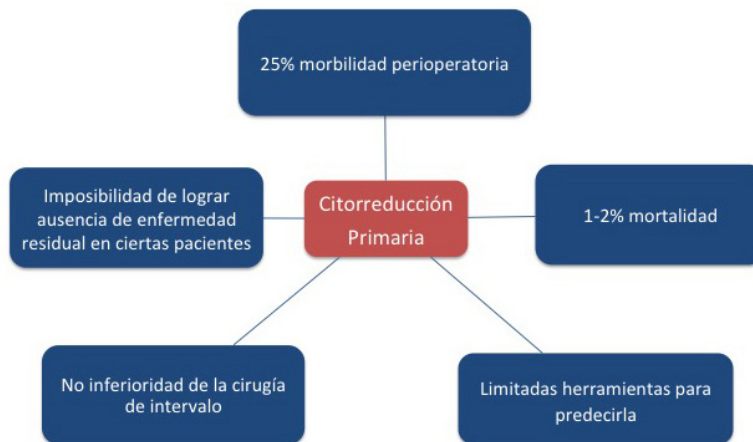 25% morbilidad perioperatoria
Imposibilidad de lograr
ausencia de enfermedad
residual en ciertas pacientes
Citorreducción
Primaria
1-2% mortalidad
No inferioridad de la cirugía
de intervalo
Limitadas herramientas para
predecirla